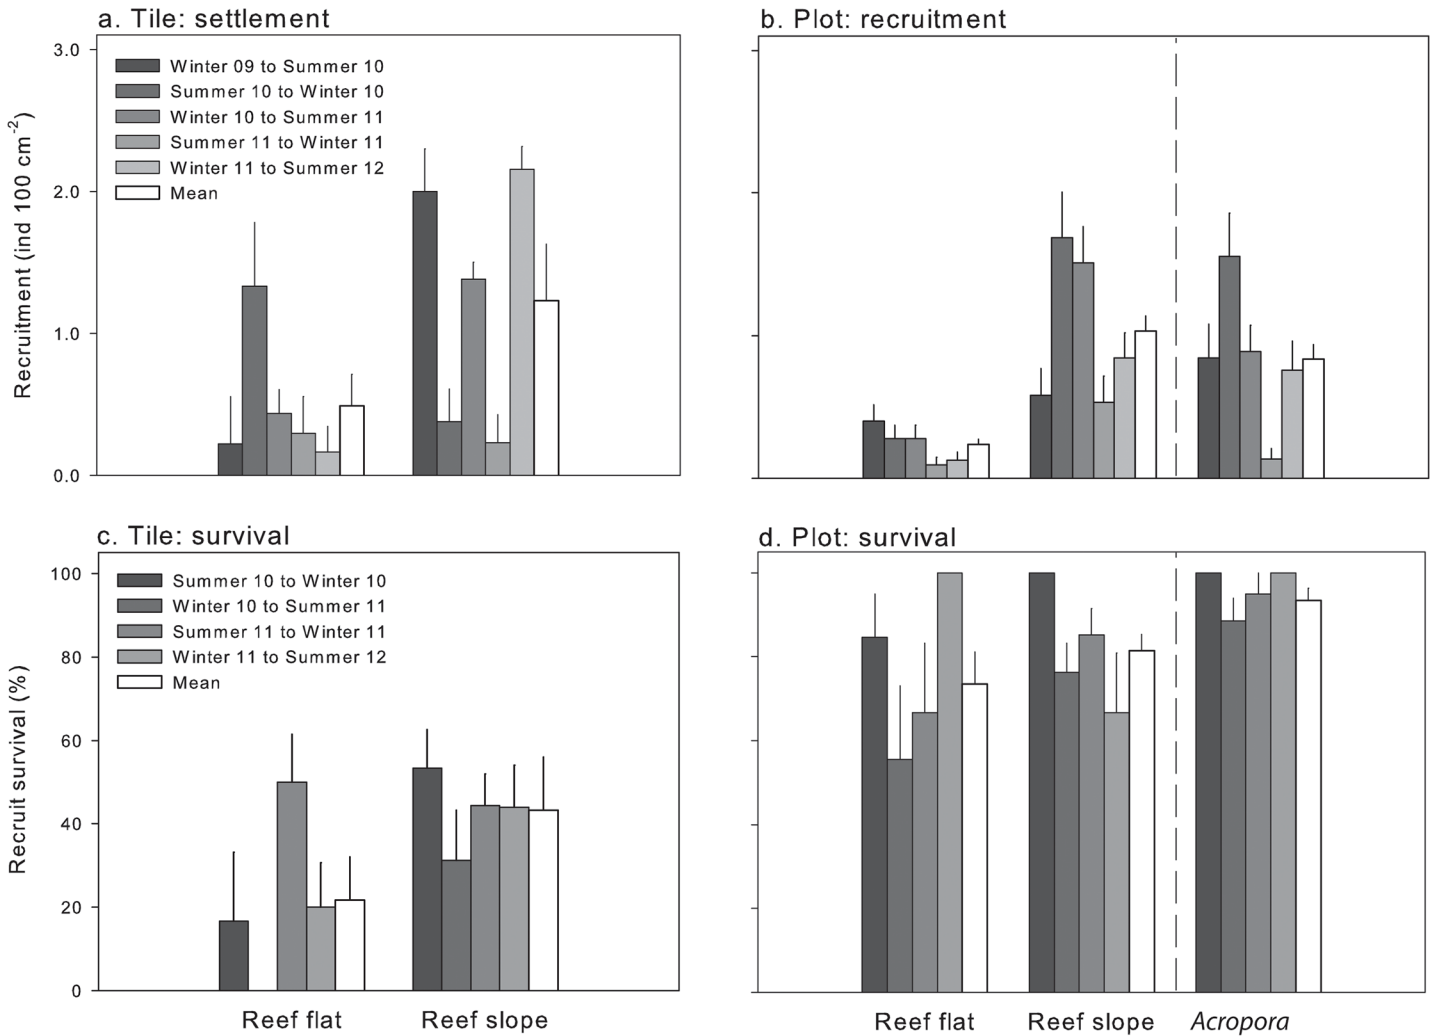 a. Tile: settlement
b. Plot: recruitment
3.0
2.0
1.0
0.0
Recruitment (ind 100 cm-2)
Winter 09 to Summer 10
Summer 10 to Winter 10
Winter 10 to Summer 11
Summer 11 to Winter 11
Winter 11 to Summer 12
Mean
c. Tile: survival
d. Plot: survival
100
80
60
40
20
0
Recruit survival (%)
Summer 10 to Winter 10
Winter 10 to Summer 11
Summer 11 to Winter 11
Winter 11 to Summer 12
Mean
Reef flat
Reef slope
Reef flat
Reef slope
Acropora